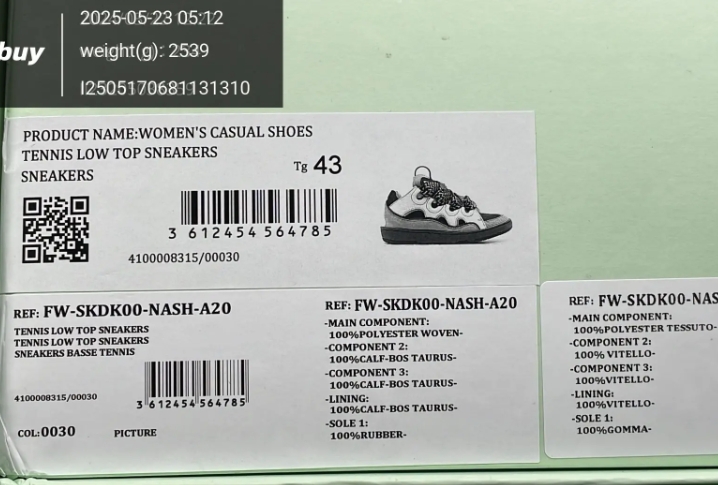 2025-05-23 05:12
buy
weight(g): 2539
I2505170681131310
PRODUCT NAME:WOMEN'S CASUAL SHOES
TENNIS LOW TOP SNEAKERS
SNEAKERS
Tg 43
3 612454 564785
4100008315/00030
REF: FW-SKDK00-NASH-A20
TENNIS LOW TOP SNEAKERS
TENNIS LOW TOP SNEAKERS
SNEAKERS BASSE TENNIS
4100008315/00030
3 612454 564785
COL:0030
PICTURE
REF: FW-SKDK00-NASH-A20
-MAIN COMPONENT:
100%POLYESTER WOVEN-
-COMPONENT 2:
100%CALF-BOS TAURUS-
-COMPONENT 3:
100%CALF-BOS TAURUS-
-LINING:
100%CALF-BOS TAURUS-
-SOLE 1:
100%RUBBER-
REF: FW-SKDK00-NAS
-MAIN COMPONENT:
100%POLYESTER TESSUTO-
-COMPONENT 2:
100% VITELLO-
-COMPONENT 3:
100%VITELLO-
-LINING:
100%VITELLO-
-SOLE 1:
100%GOMMA-